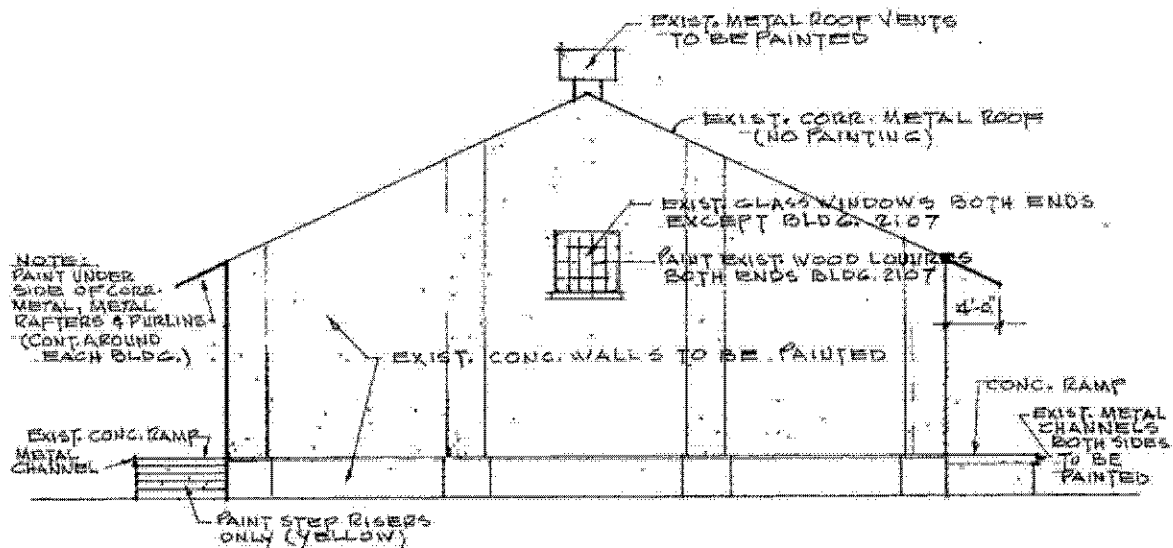 EXIST. METAL ROOF VENTS
TO BE PAINTED
EXIST. CORR. METAL ROOF
(NO PAINTING)
EXIST. GLASS WINDOWS BOTH ENDS
EXCEPT BLDG. 2107
PAINT EXIST. WOOD LOUVRES
BOTH ENDS BLDG. 2107
NOTE:
PAINT UNDER
SIDE OF CORR.
METAL, METAL
RAFTERS & PURLINS
(CONT. AROUND
EACH BLDG.)
4'-0"
EXIST. CONC. WALLS TO BE PAINTED
CONC. RAMP
EXIST. METAL
CHANNELS
BOTH SIDES
TO BE
PAINTED
EXIST. CONC. RAMP
METAL
CHANNEL
PAINT STEP RISERS
ONLY (YELLOW)